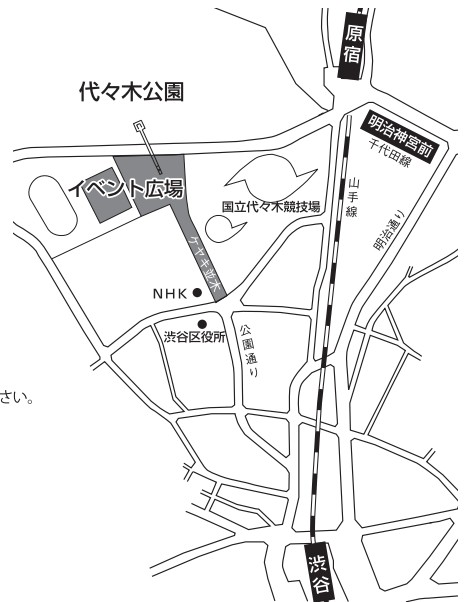 原宿
代々木公園
明治神宮前
千代田線
イベント広場
山手線
国立代々木競技場
明治通り
ケヤキ並木
NHK
渋谷区役所
公園通り
さい。
渋谷